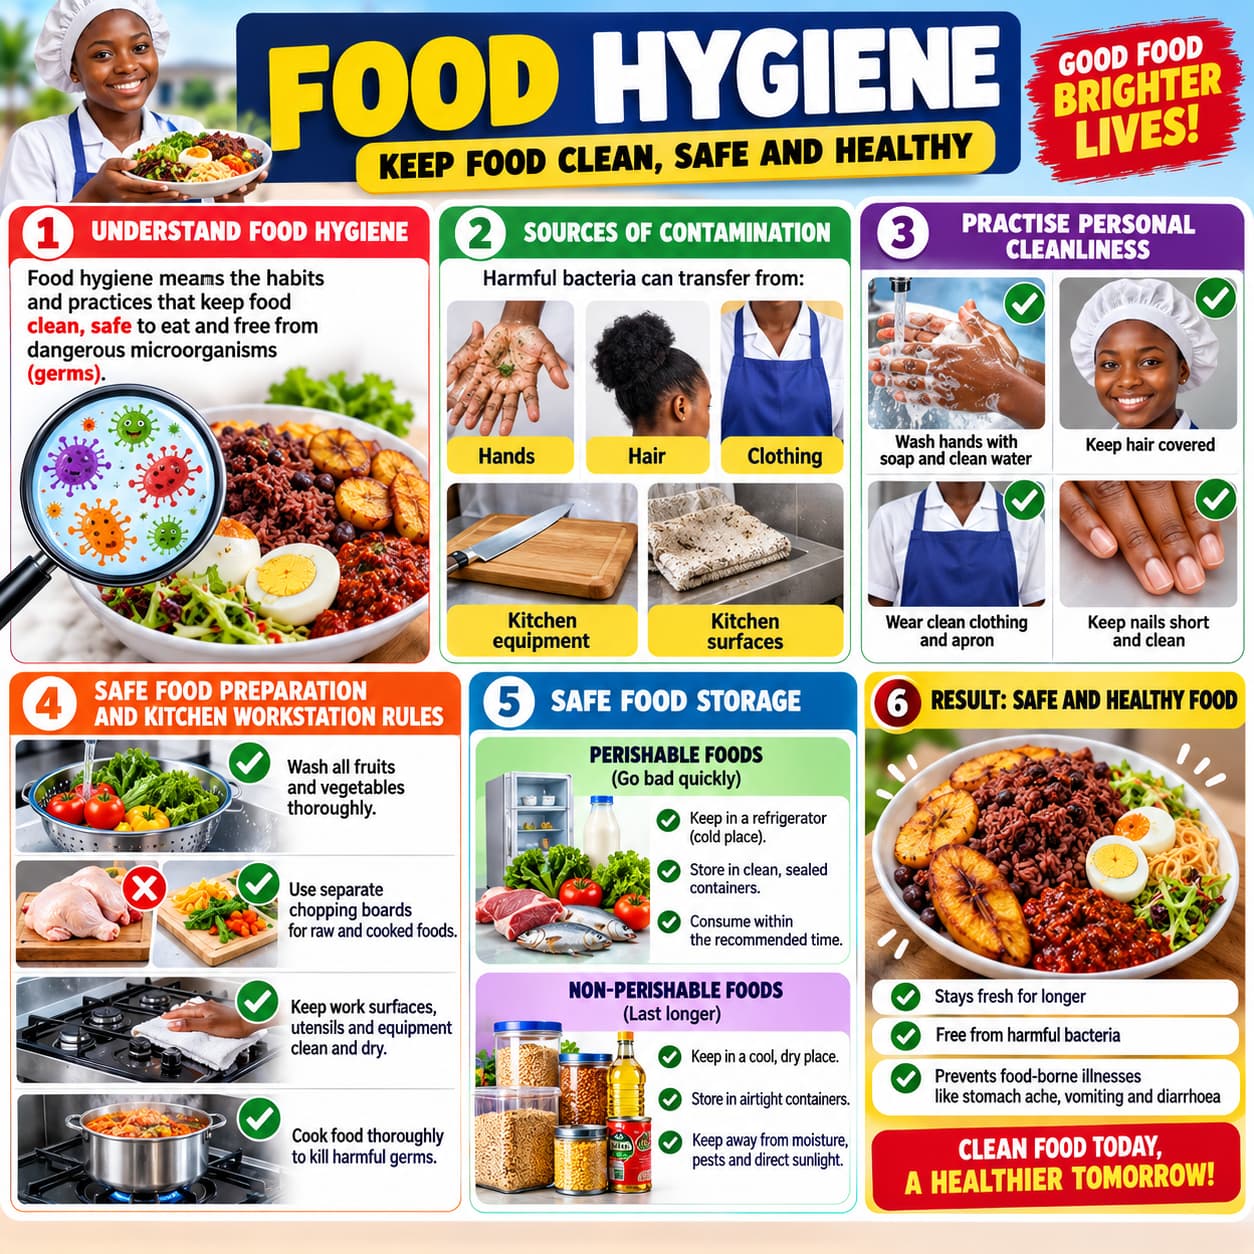 FOOD HYGIENE
KEEP FOOD CLEAN, SAFE AND HEALTHY
GOOD FOOD
BRIGHTER
LIVES!
1 UNDERSTAND FOOD HYGIENE
Food hygiene means the habits
and practices that keep food
clean, safe to eat and free from
dangerous microorganisms
(germs).
2 SOURCES OF CONTAMINATION
Harmful bacteria can transfer from:
Hands
Hair
Clothing
Kitchen
equipment
Kitchen
surfaces
3 PRACTISE PERSONAL
CLEANLINESS
Wash hands with
soap and clean water
Keep hair covered
Wear clean clothing
and apron
Keep nails short
and clean
4 SAFE FOOD PREPARATION
AND KITCHEN WORKSTATION RULES
Wash all fruits
and vegetables
thoroughly.
Use separate
chopping boards
for raw and cooked foods.
Keep work surfaces,
utensils and equipment
clean and dry.
Cook food thoroughly
to kill harmful germs.
5 SAFE FOOD STORAGE
PERISHABLE FOODS
(Go bad quickly)
Keep in a refrigerator
(cold place).
Store in clean, sealed
containers.
Consume within
the recommended time.
NON-PERISHABLE FOODS
(Last longer)
Keep in a cool, dry place.
Store in airtight containers.
Keep away from moisture,
pests and direct sunlight.
6 RESULT: SAFE AND HEALTHY FOOD
Stays fresh for longer
Free from harmful bacteria
Prevents food-borne illnesses
like stomach ache, vomiting and diarrhoea
CLEAN FOOD TODAY,
A HEALTHIER TOMORROW!